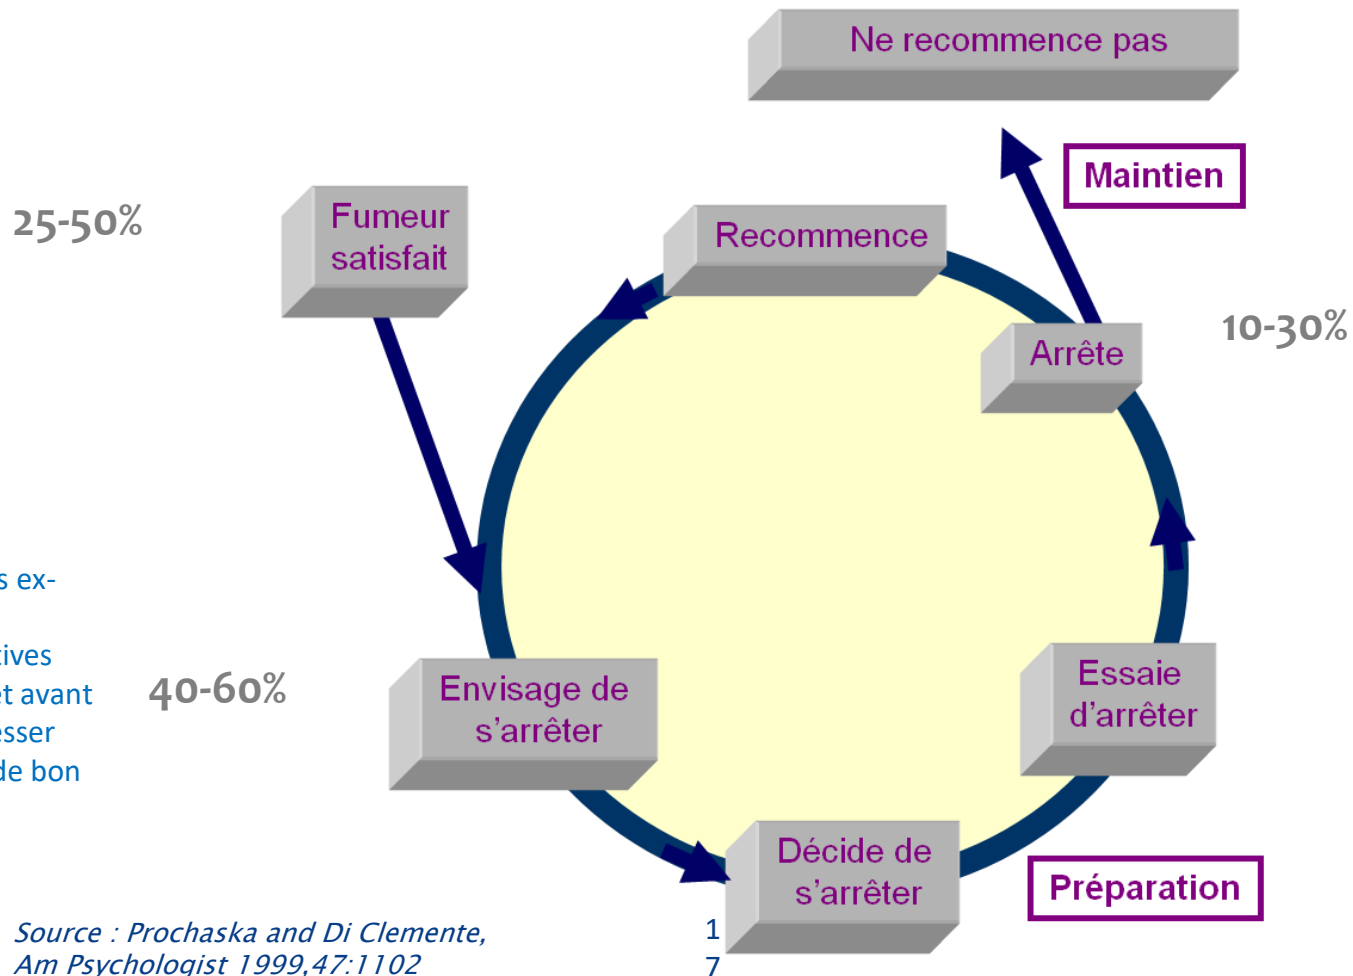 Ne recommence pas
Maintien
25-50%
Fumeur
satisfait
Recommence
10-30%
Arrête
s ex-
tives
et avant
esser
de bon
40-60%
Envisage de
s’arrêter
Essaie
d’arrêter
Décide de
s’arrêter
Préparation
Source : Prochaska and Di Clemente,
Am Psychologist 1999,47:1102
1
7